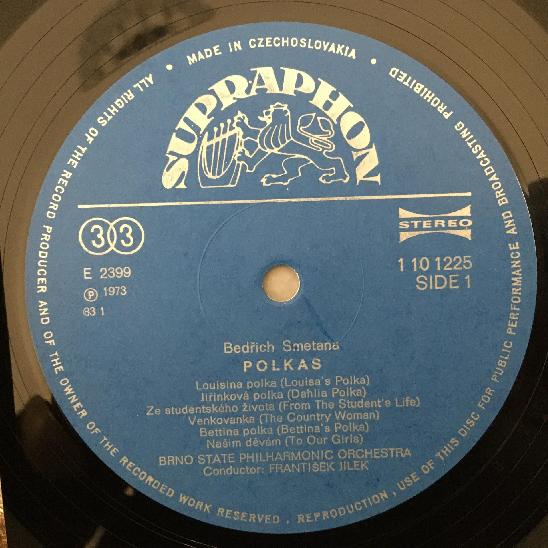 ALL RIGHTS OF THE RECORD PRODUCER AND OF THE OWNER OF THE RECORDED WORK RESERVED . REPRODUCTION , USE OF THIS DISC FOR PUBLIC PERFORMANCE AND BROADCASTING PROHIBITED • MADE IN CZECHOSLOVAKIA •
SUPRAPHON
33
STEREO
E 2399
Ⓟ 1973
63 1
1 10 1225
SIDE 1
Bedřich Smetana
POLKAS
Louisina polka (Louisa's Polka)
Jiřinková polka (Dahlia Polka)
Ze studentského života (From The Student's Life)
Venkovanka (The Country Woman)
Bettina polka (Bettina's Polka)
Našim děvám (To Our Girls)
BRNO STATE PHILHARMONIC ORCHESTRA
Conductor: FRANTIŠEK JÍLEK